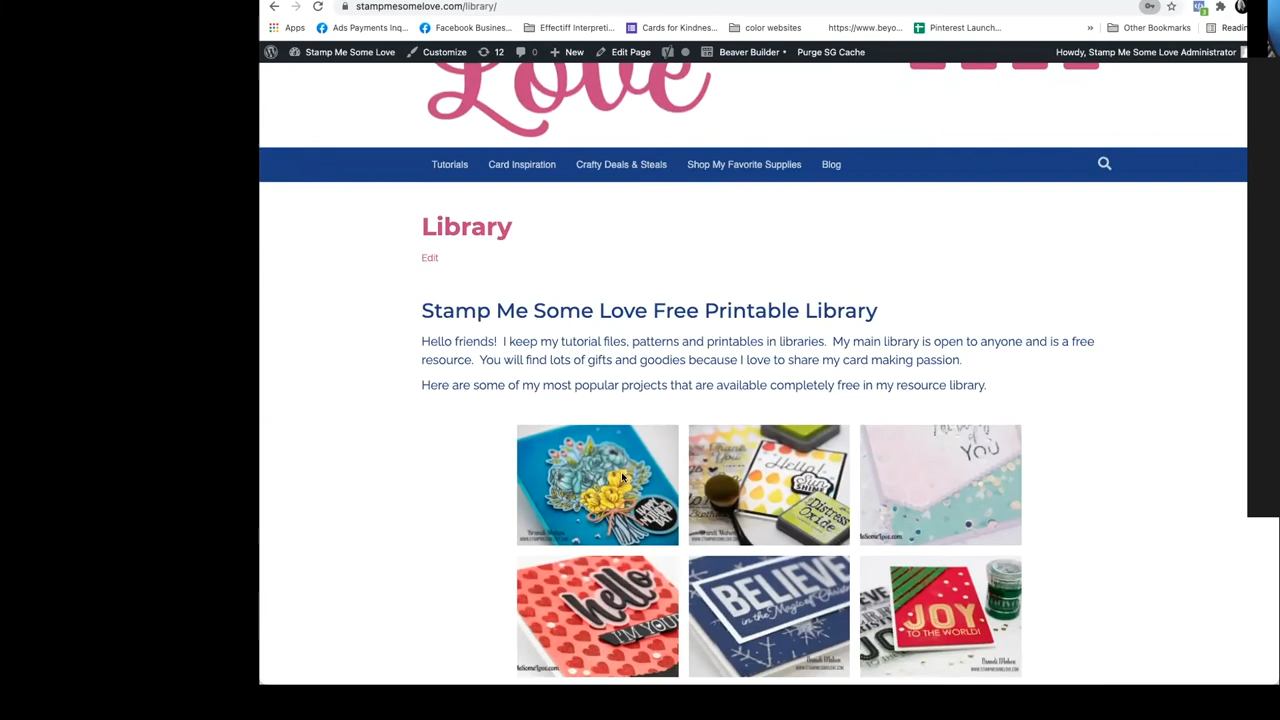 stampmesomelove.com/library/
Apps Ads Payments Inq... Facebook Business... Effectiff Interpreti... Cards for Kindnes... color websites https://www.beyo... Pinterest Launch... » Other Bookmarks Readin
Stamp Me Some Love Customize 12 0 New Edit Page Beaver Builder Purge SG Cache Howdy, Stamp Me Some Love Administrator
Love
Tutorials Card Inspiration Crafty Deals & Steals Shop My Favorite Supplies Blog
Library
Edit
Stamp Me Some Love Free Printable Library
Hello friends! I keep my tutorial files, patterns and printables in libraries. My main library is open to anyone and is a free
resource. You will find lots of gifts and goodies because I love to share my card making passion.
Here are some of my most popular projects that are available completely free in my resource library.
Hello!
Distress
Oxide
YOU
hello
I'M YOU
BELIEVE
in the Magic of Christm
JOY
TO THE WORLD!